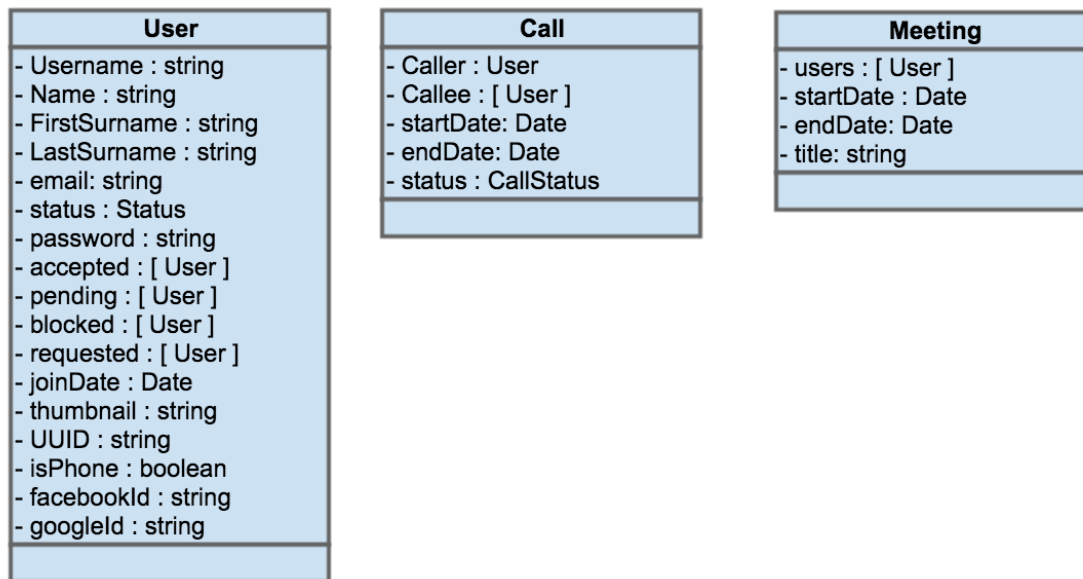 User
- Username : string
- Name : string
- FirstSurname : string
- LastSurname : string
- email: string
- status : Status
- password : string
- accepted : [ User ]
- pending : [ User ]
- blocked : [ User ]
- requested : [ User ]
- joinDate : Date
- thumbnail : string
- UUID : string
- isPhone : boolean
- facebookId : string
- googleId : string
Call
- Caller : User
- Callee : [ User ]
- startDate: Date
- endDate: Date
- status : CallStatus
Meeting
- users : [ User ]
- startDate : Date
- endDate: Date
- title: string